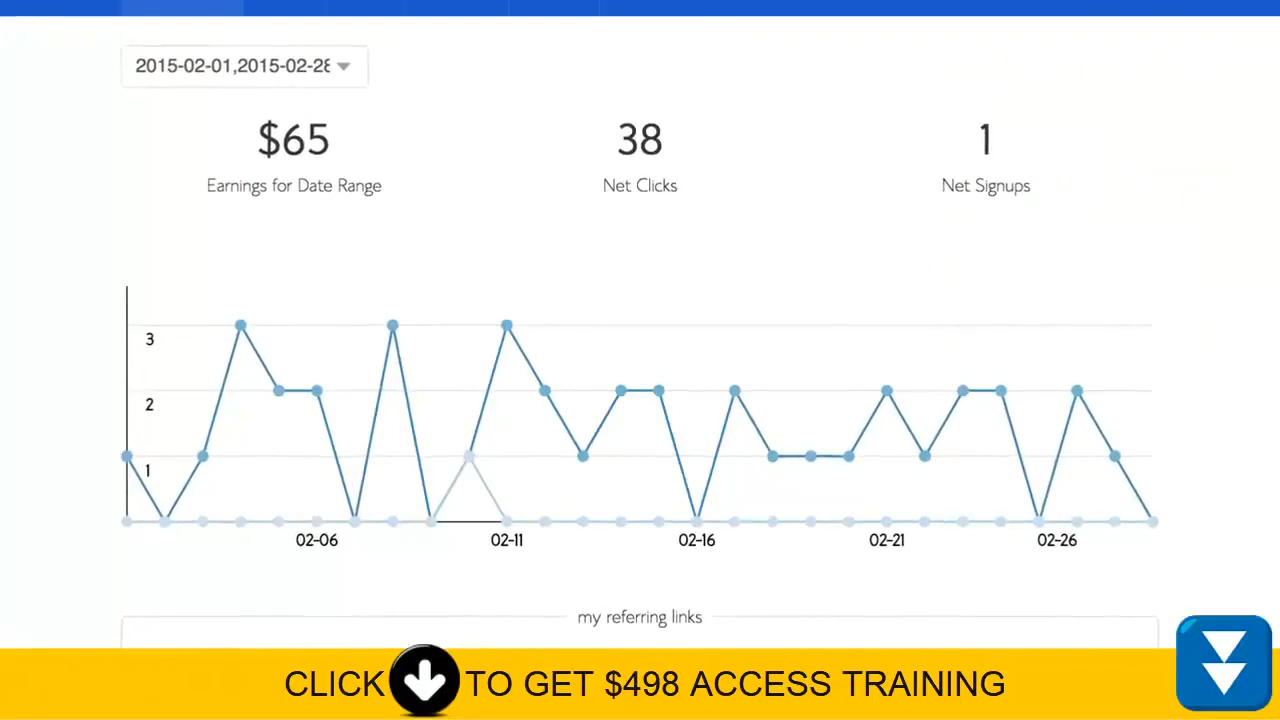 2015-02-01,2015-02-28
$65
38
1
Earnings for Date Range
Net Clicks
Net Signups
3
2
1
02-06
02-11
02-16
02-21
02-26
my referring links
CLICK TO GET $498 ACCESS TRAINING